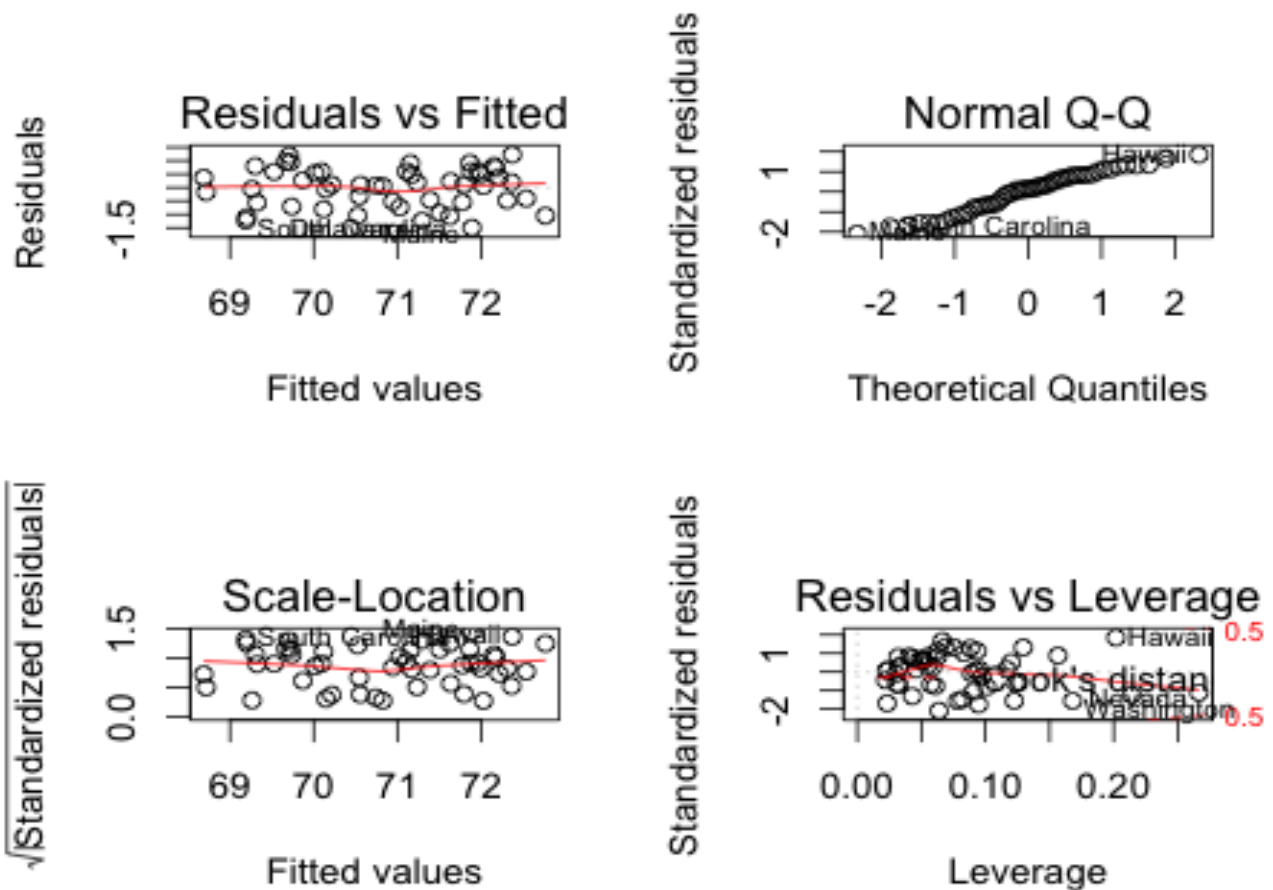 Residuals vs Fitted
Residuals
-1.5
69 70 71 72
Fitted values
Maine
Normal Q-Q
Standardized residuals
1
-2
Hawaii
Maine
Carolina
-2 -1 0 1 2
Theoretical Quantiles
Scale-Location
√|Standardized residuals|
1.5
0.0
South Carolina
Maine
Hawaii
69 70 71 72
Fitted values
Residuals vs Leverage
Standardized residuals
1
-2
0.5
Hawaii
Cook's distan
Nevada
Washington
0.5
0.00 0.10 0.20
Leverage